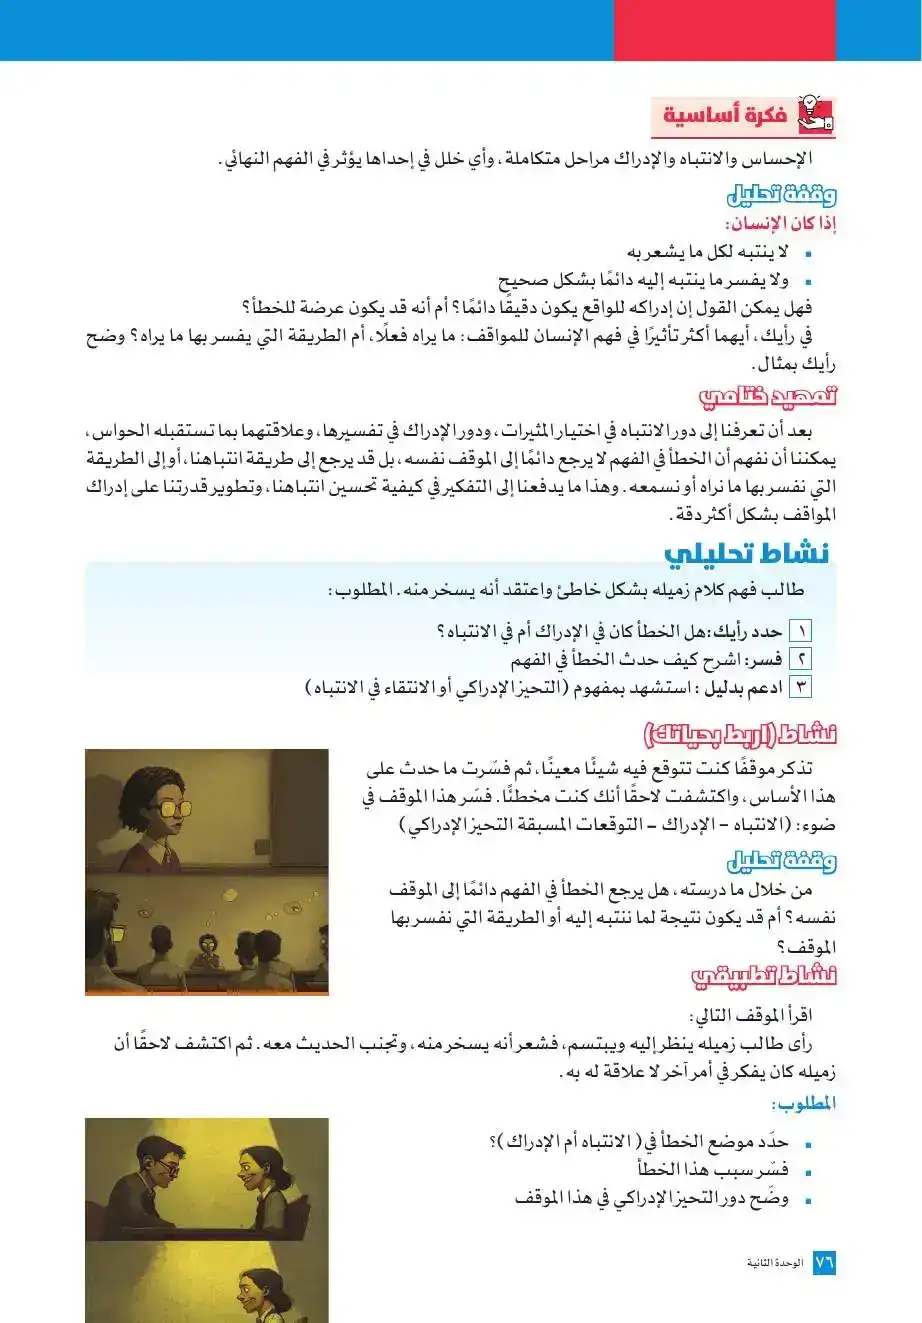 فكرة أساسية
الإحساس والانتباه والإدراك مراحل متكاملة، وأي خلل في إحداها يؤثر في الفهم النهائي.
وقفة تحليل
إذا كان الإنسان:
▪ لا ينتبه لكل ما يشعر به
▪ ولا يفسر ما ينتبه إليه دائمًا بشكل صحيح
فهل يمكن القول إن إدراكه للواقع يكون دقيقًا دائمًا؟ أم أنه قد يكون عرضة للخطأ؟
في رأيك، أيهما أكثر تأثيرًا في فهم الإنسان للمواقف: ما يراه فعلًا، أم الطريقة التي يفسر بها ما يراه؟ وضح
رأيك بمثال.
تمهيد ختامي
بعد أن تعرفنا إلى دور الانتباه في اختيار المثيرات، ودور الإدراك في تفسيرها، وعلاقتهما بما تستقبله الحواس،
يمكننا أن نفهم أن الخطأ في الفهم لا يرجع دائمًا إلى الموقف نفسه، بل قد يرجع إلى طريقة انتباهنا، أو إلى الطريقة
التي نفسر بها ما نراه أو نسمعه. وهذا ما يدفعنا إلى التفكير في كيفية تحسين انتباهنا، وتطوير قدرتنا على إدراك
المواقف بشكل أكثر دقة.
نشاط تحليلي
طالب فهم كلام زميله بشكل خاطئ واعتقد أنه يسخر منه. المطلوب:
١ حدد رأيك: هل الخطأ كان في الإدراك أم في الانتباه؟
٢ فسر: اشرح كيف حدث الخطأ في الفهم
٣ ادعم بدليل : استشهد بمفهوم (التحيز الإدراكي أو الانتقاء في الانتباه)
نشاط (اربط بحياتك)
تذكر موقفًا كنت تتوقع فيه شيئًا معينًا، ثم فسّرت ما حدث على
هذا الأساس، واكتشفت لاحقًا أنك كنت مخطئًا. فسّر هذا الموقف في
ضوء: (الانتباه – الإدراك – التوقعات المسبقة التحيز الإدراكي)
وقفة تحليل
من خلال ما درسته، هل يرجع الخطأ في الفهم دائمًا إلى الموقف
نفسه؟ أم قد يكون نتيجة لما ننتبه إليه أو الطريقة التي نفسر بها
الموقف؟
نشاط تطبيقي
اقرأ الموقف التالي:
رأى طالب زميله ينظر إليه ويبتسم، فشعر أنه يسخر منه، وتجنب الحديث معه. ثم اكتشف لاحقًا أن
زميله كان يفكر في أمر آخر لا علاقة له به.
المطلوب:
▪ حدّد موضع الخطأ في( الانتباه أم الإدراك)؟
▪ فسّر سبب هذا الخطأ
▪ وضّح دور التحيز الإدراكي في هذا الموقف
٧٦ الوحدة الثانية